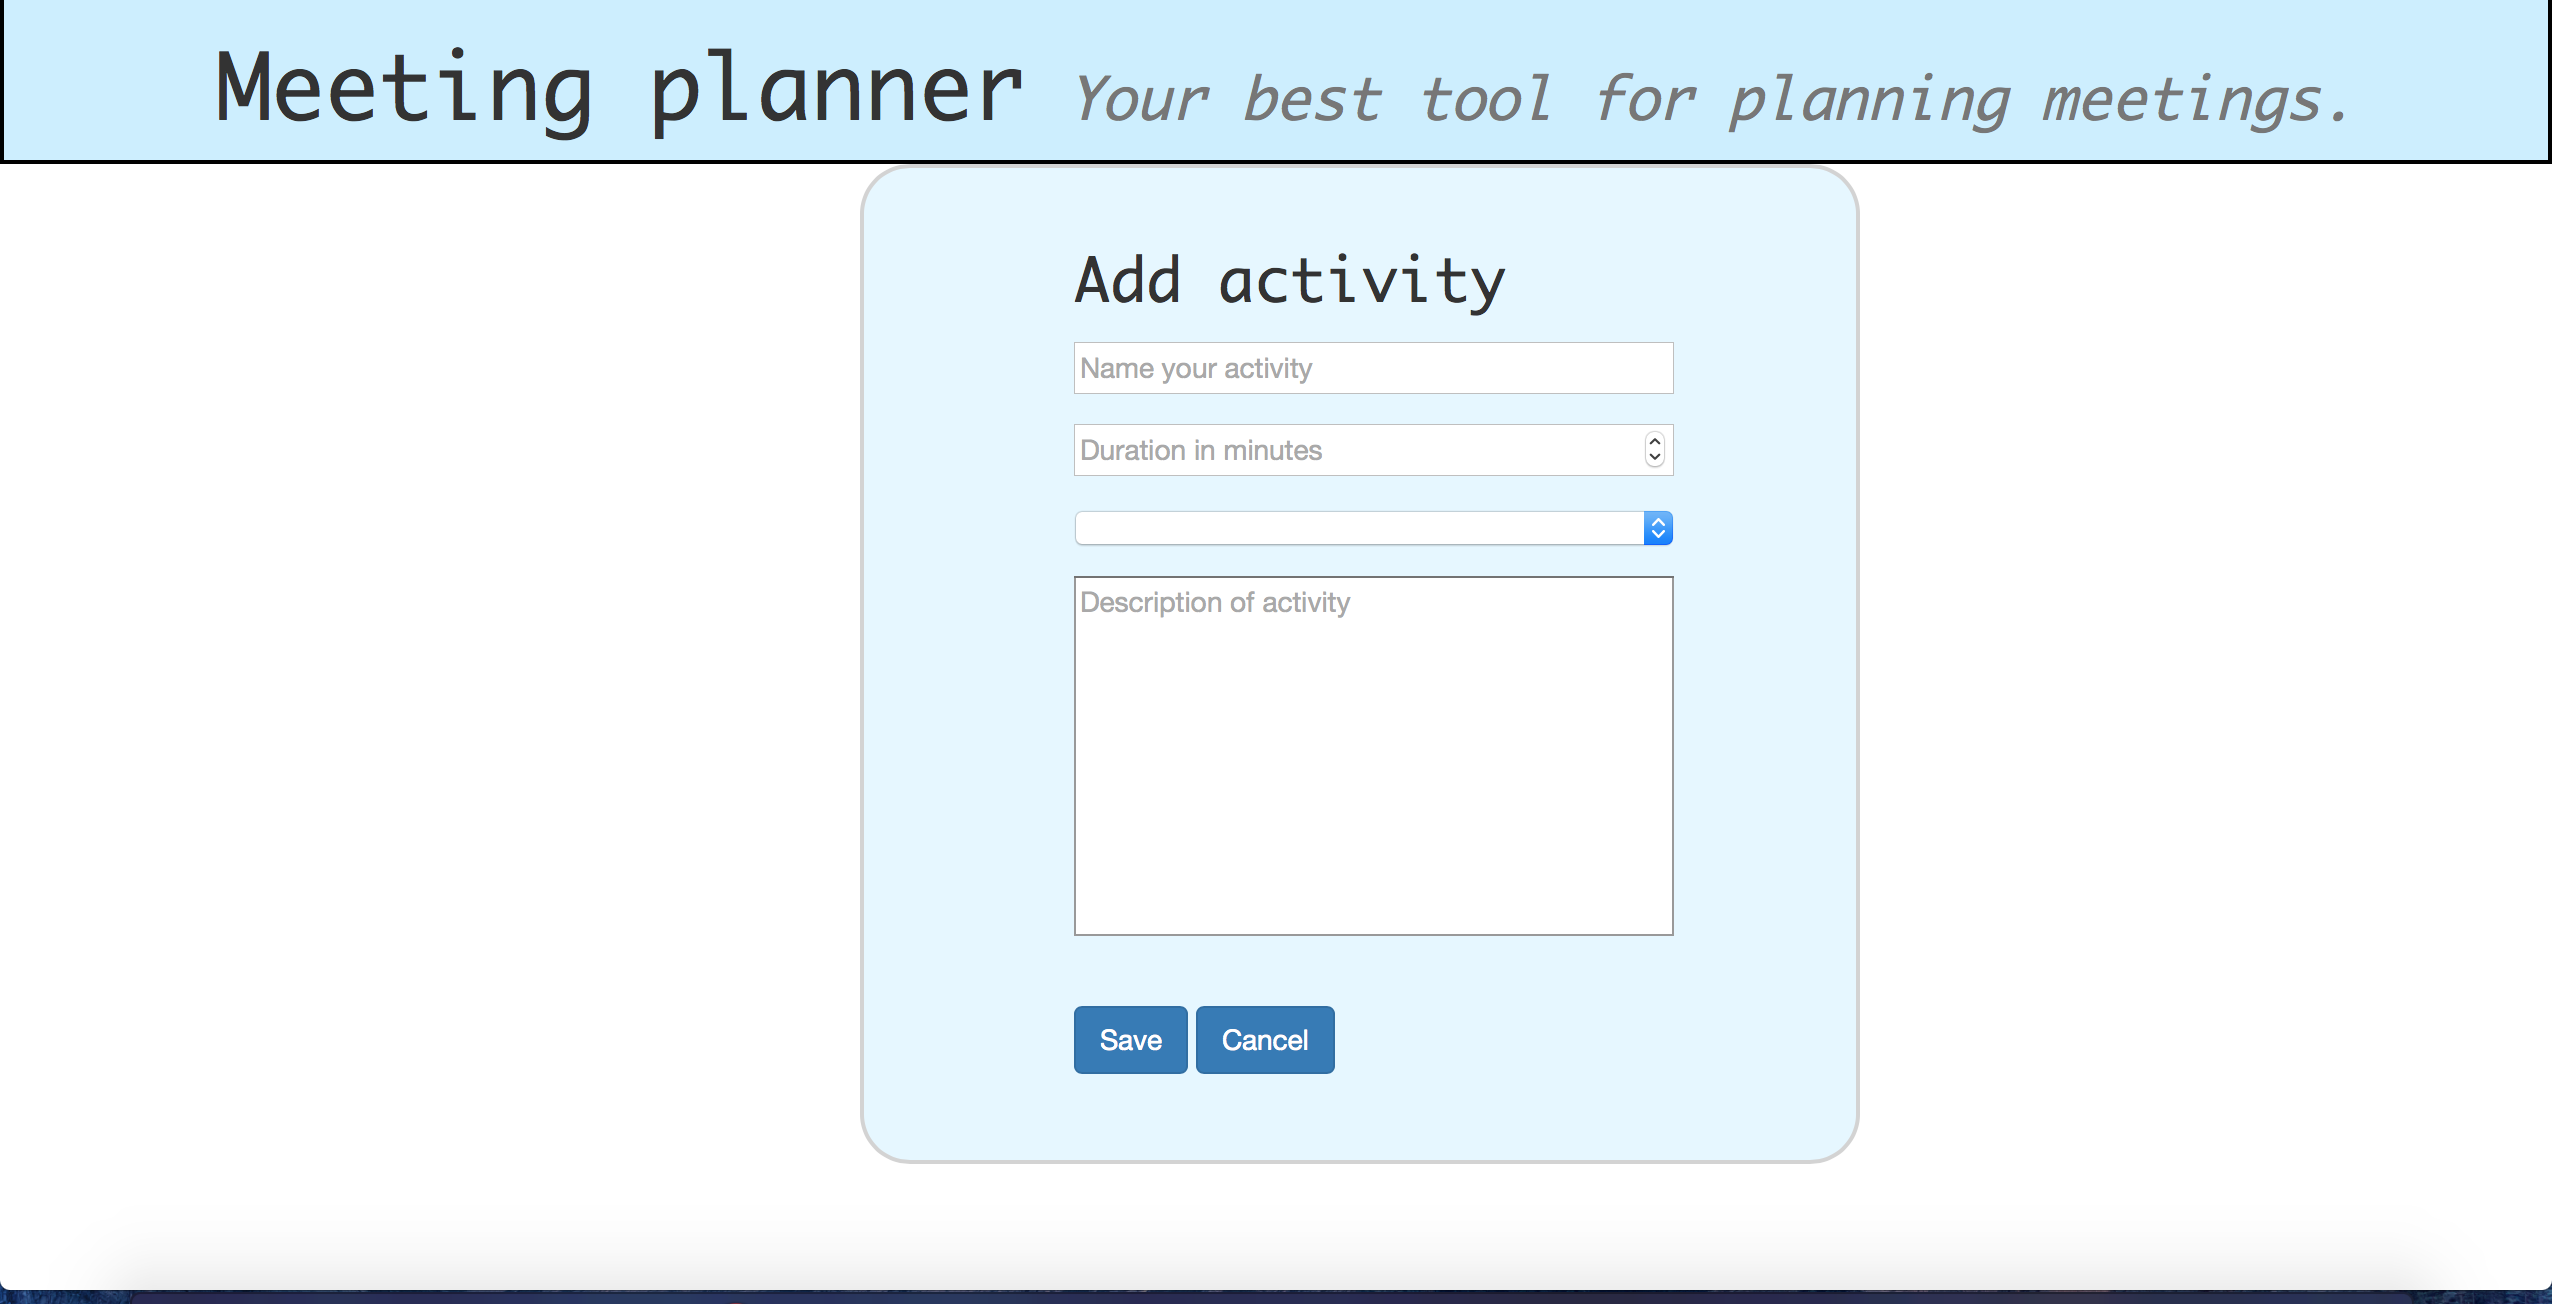 Meeting planner Your best tool for planning meetings.
Add activity
Name your activity
Duration in minutes
Description of activity
Save Cancel